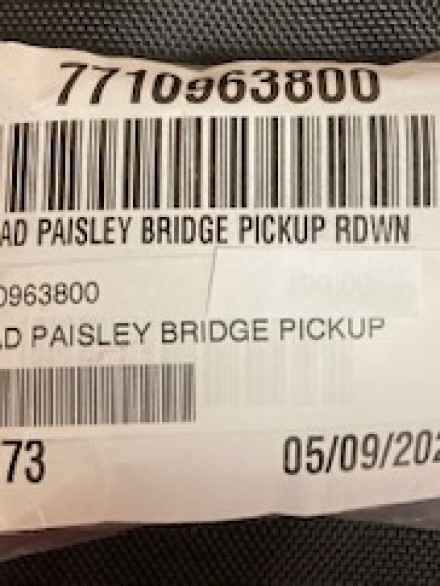 7710963800
AD PAISLEY BRIDGE PICKUP RDWN
0963800
AD PAISLEY BRIDGE PICKUP
73
05/09/202